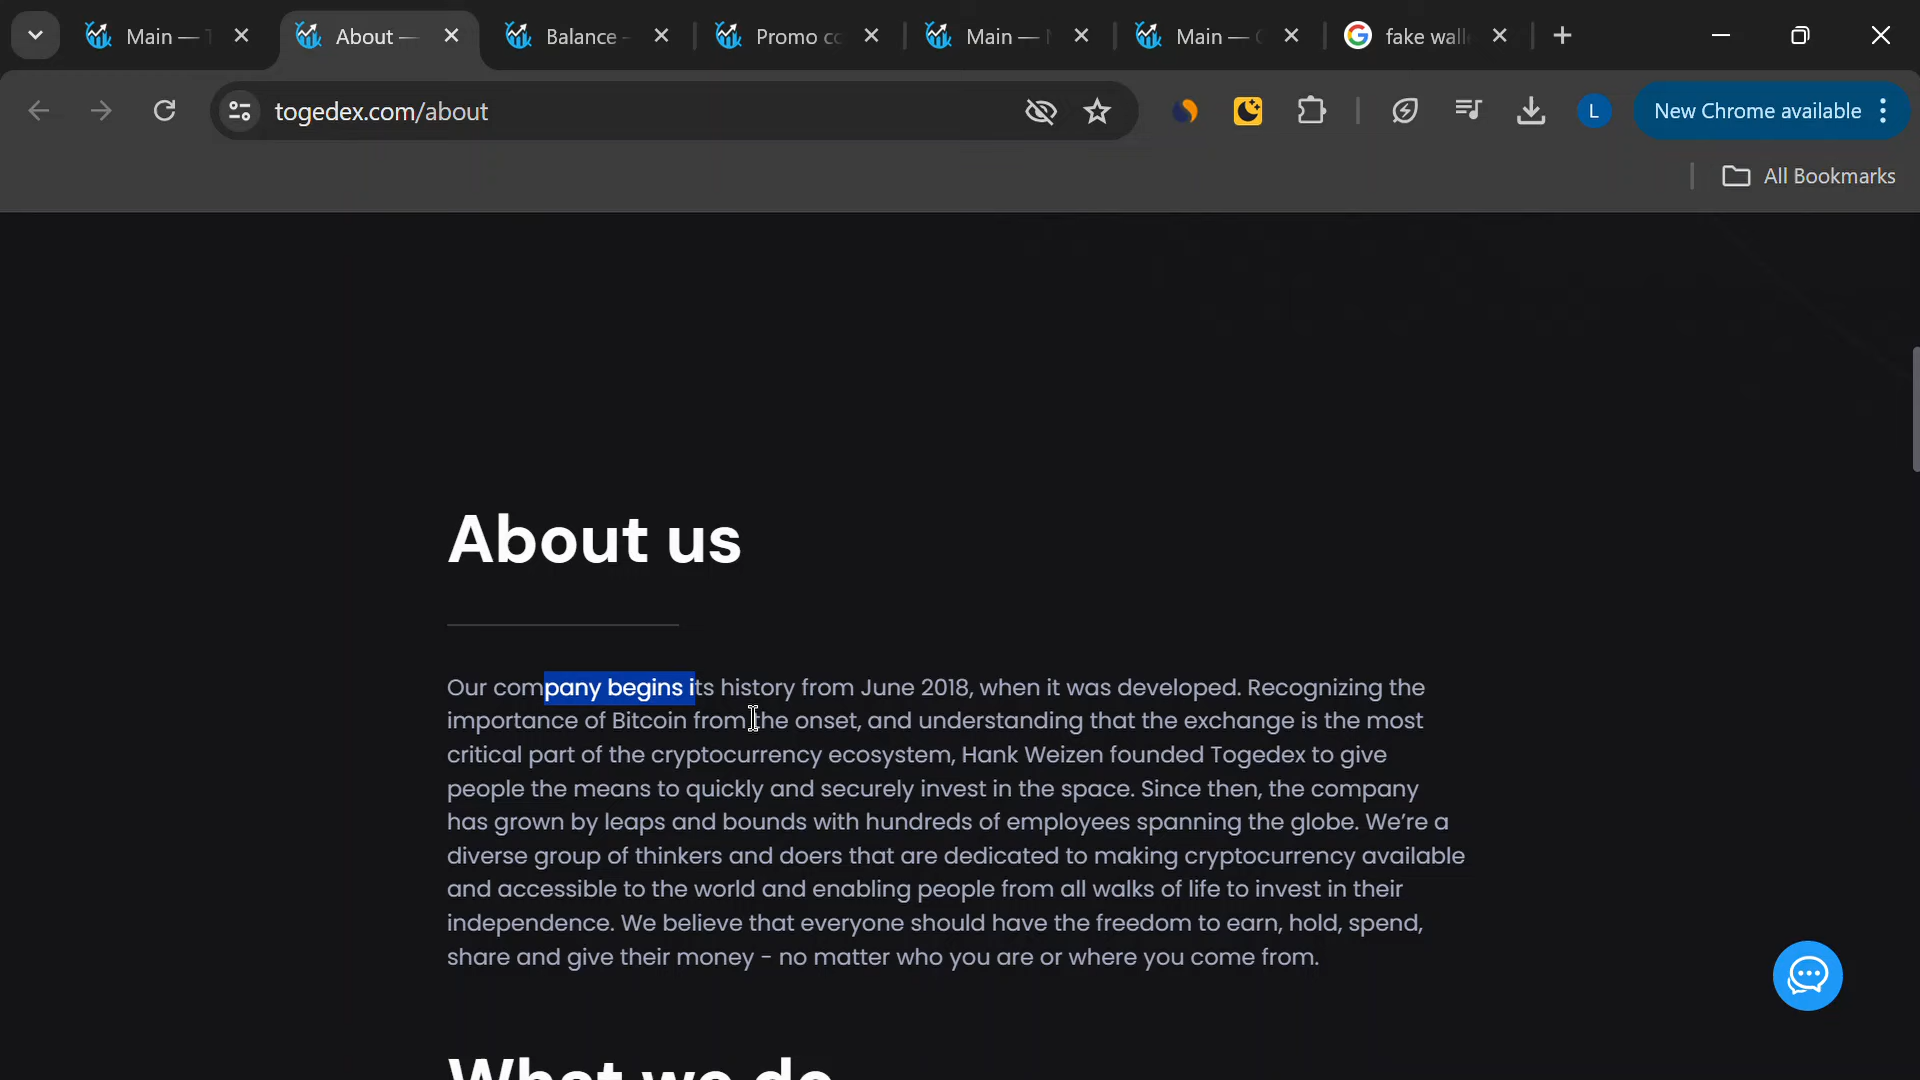 Main —
About —
Balance -
Promo co
Main —
Main —
fake wall
togedex.com/about
L
New Chrome available
All Bookmarks
About us
Our company begins its history from June 2018, when it was developed. Recognizing the
importance of Bitcoin from the onset, and understanding that the exchange is the most
critical part of the cryptocurrency ecosystem, Hank Weizen founded Togedex to give
people the means to quickly and securely invest in the space. Since then, the company
has grown by leaps and bounds with hundreds of employees spanning the globe. We’re a
diverse group of thinkers and doers that are dedicated to making cryptocurrency available
and accessible to the world and enabling people from all walks of life to invest in their
independence. We believe that everyone should have the freedom to earn, hold, spend,
share and give their money - no matter who you are or where you come from.
What we do